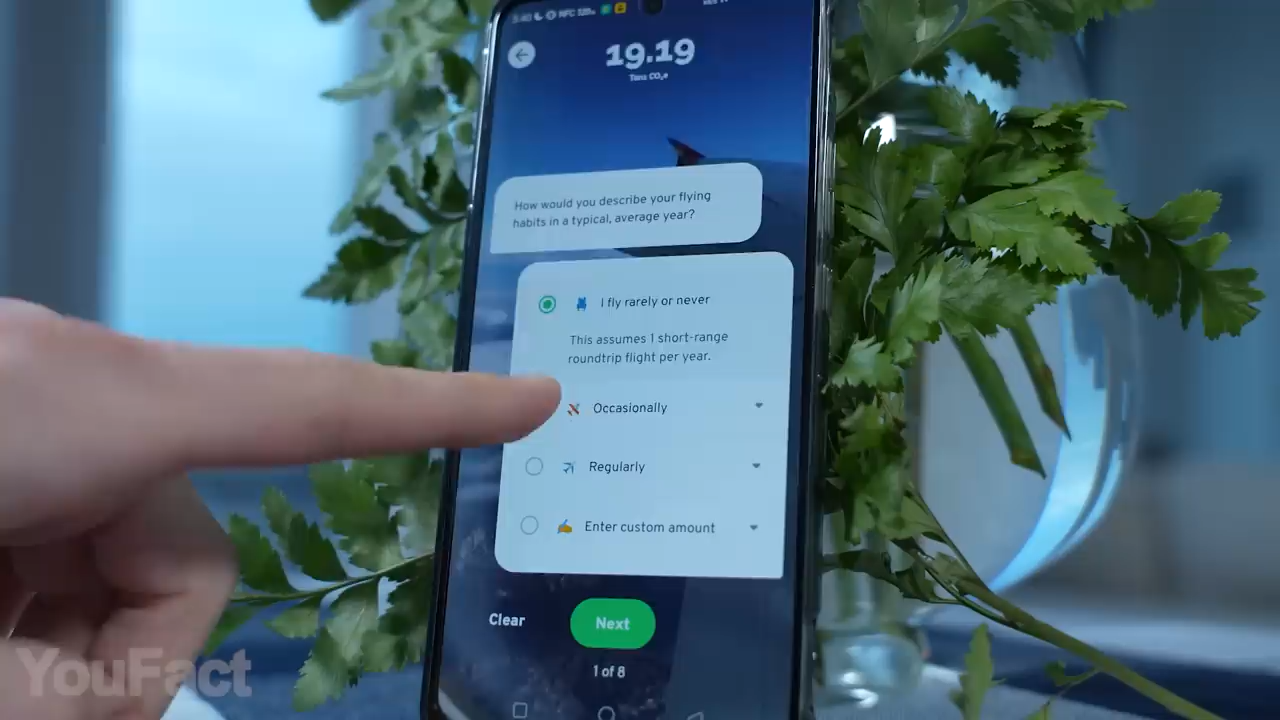 19.19
Tons CO₂e
How would you describe your flying
habits in a typical, average year?
I fly rarely or never
This assumes 1 short-range
roundtrip flight per year.
Occasionally
Regularly
Enter custom amount
Clear
Next
1 of 8
YouFact